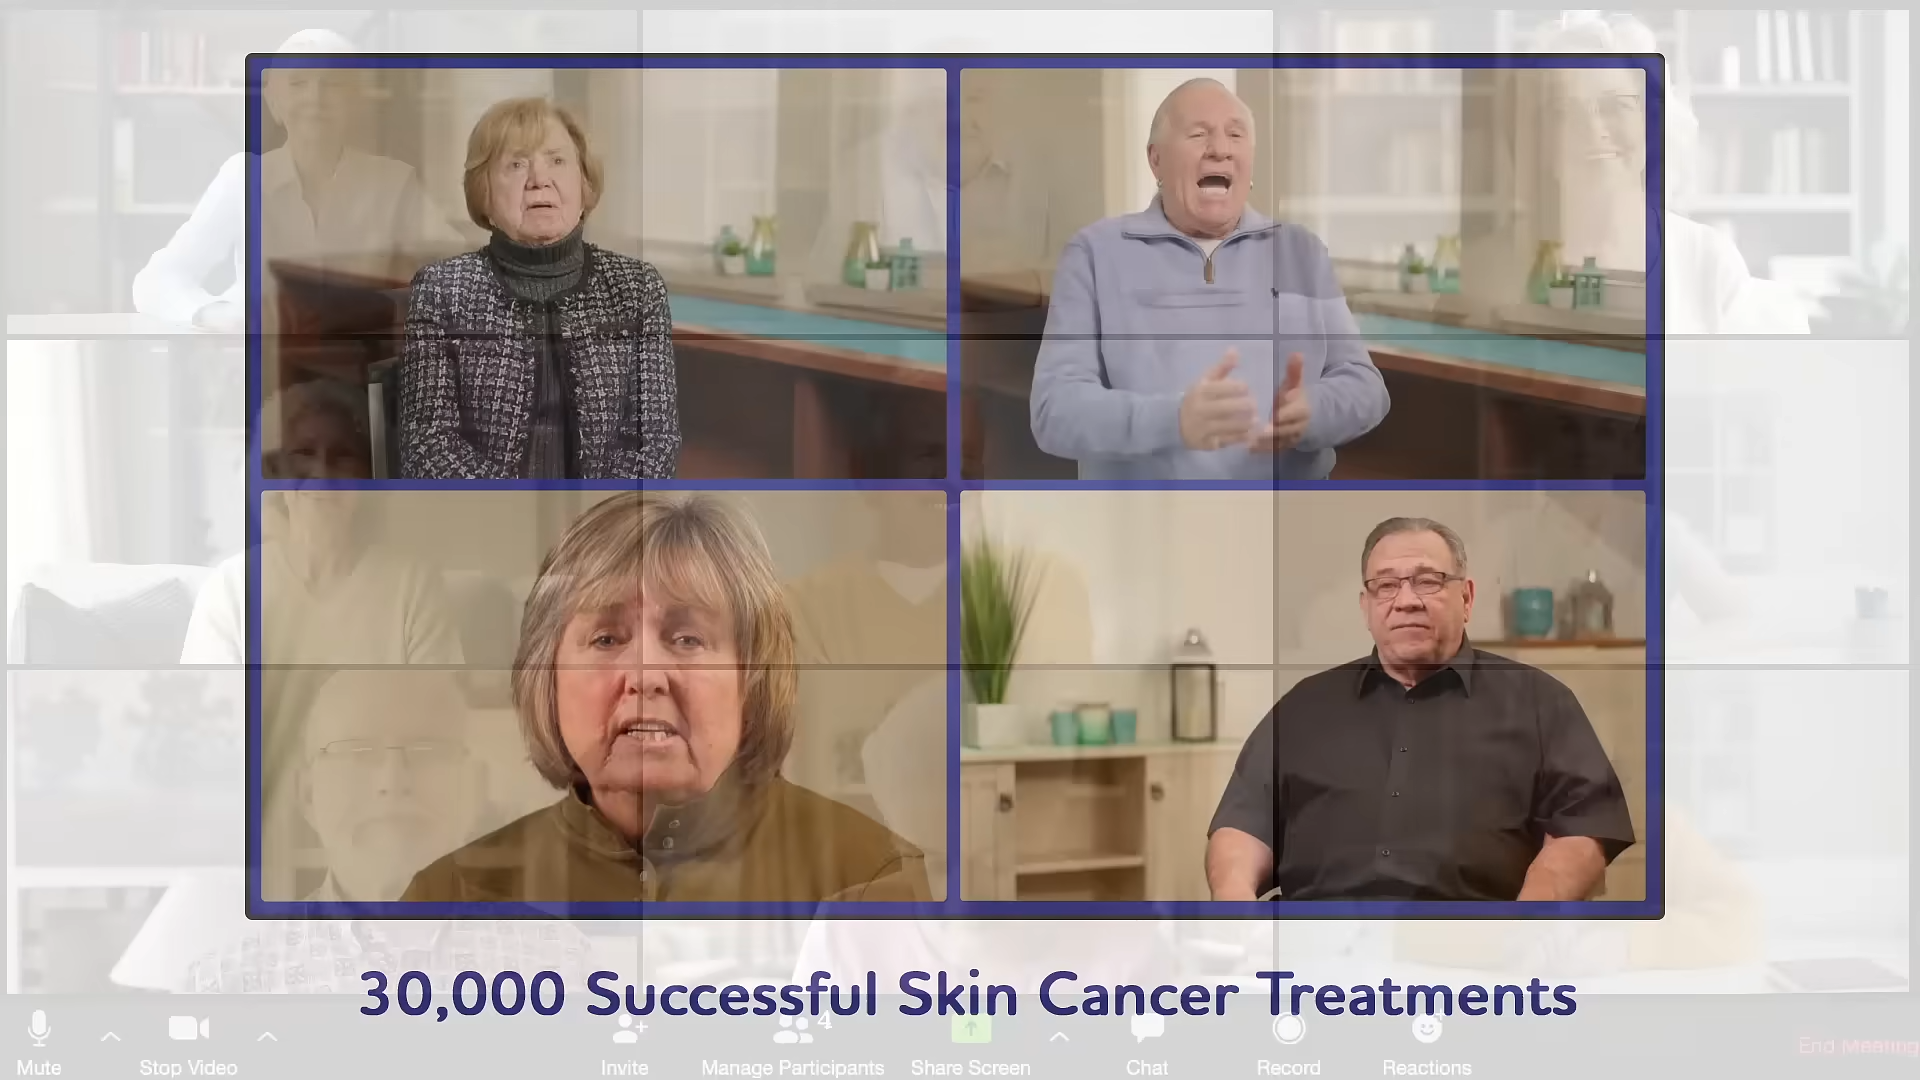 30,000 Successful Skin Cancer Treatments
4
Mute
Stop Video
Invite
Manage Participants
Share Screen
Chat
Record
Reactions
End Meeting